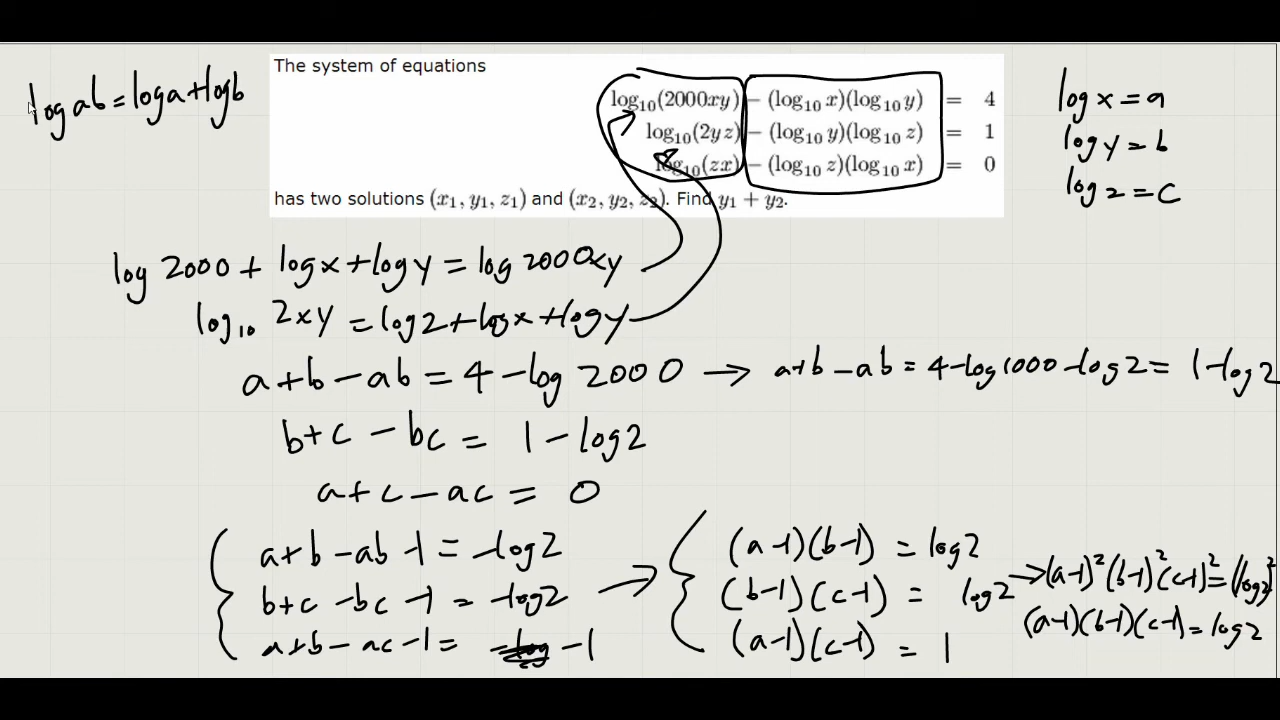 log ab = log a + log b
The system of equations
log₁₀(2000xy) − (log₁₀ x)(log₁₀ y) = 4
log₁₀(2yz) − (log₁₀ y)(log₁₀ z) = 1
log₁₀(zx) − (log₁₀ z)(log₁₀ x) = 0
has two solutions (x₁, y₁, z₁) and (x₂, y₂, z₂). Find y₁ + y₂.
log x = a
log y = b
log z = c
log 2000 + log x + log y = log 2000xy
log₁₀ 2xy = log 2 + log x + log y
a+b − ab = 4 − log 2000 → a+b − ab = 4 − log 1000 − log 2 = 1 − log 2
b+c − bc = 1 − log 2
a+c − ac = 0
a+b − ab − 1 = −log 2
b+c − bc − 1 = −log 2
a+b − ac − 1 = −1
(a−1)(b−1) = log 2
(b−1)(c−1) = log 2
(a−1)(c−1) = 1
→ (a−1)²(b−1)²(c−1)² = (log 2)²
(a−1)(b−1)(c−1) = log 2